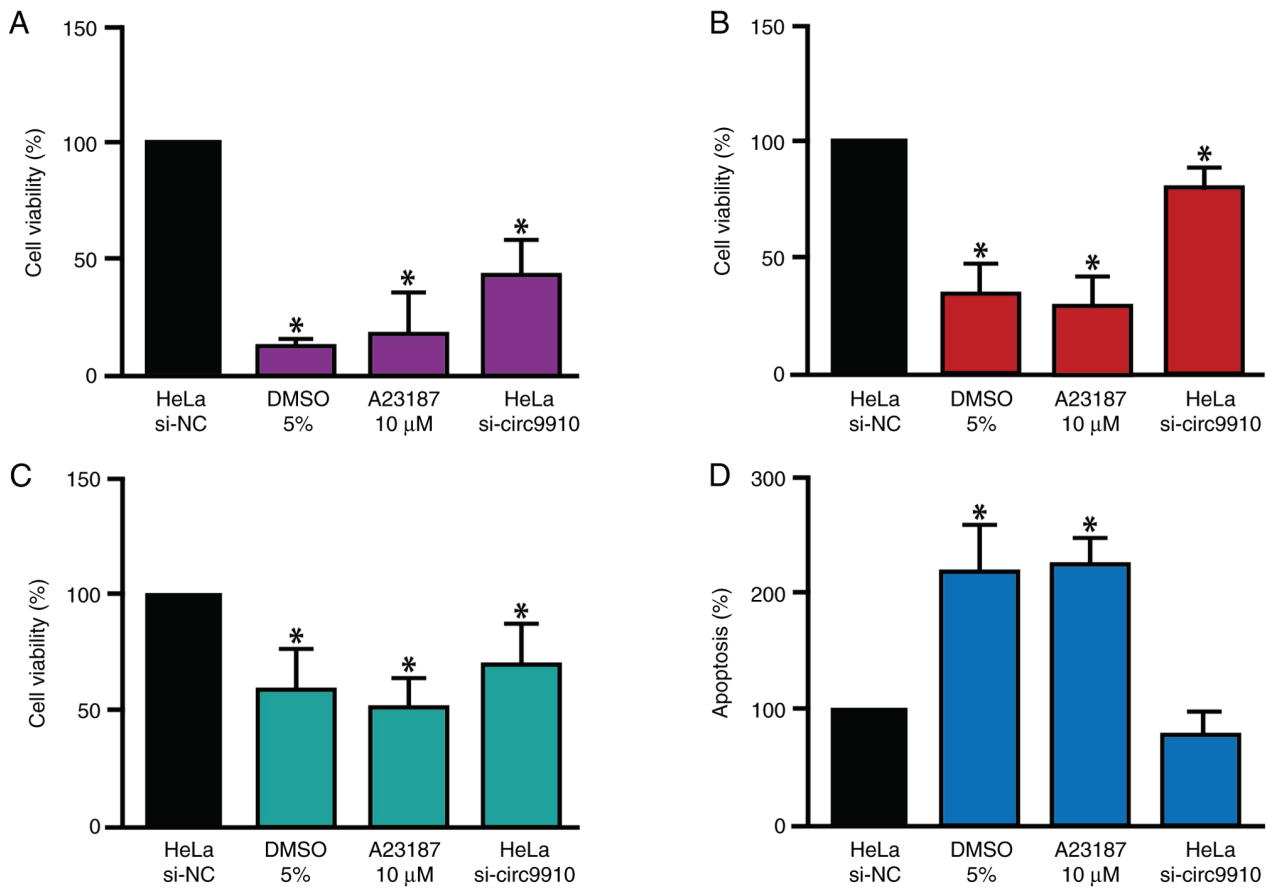 A
150
100
50
0
Cell viability (%)
*
*
*
HeLa si-NC
DMSO 5%
A23187 10 μM
HeLa si-circ9910
B
150
100
50
0
Cell viability (%)
*
*
*
HeLa si-NC
DMSO 5%
A23187 10 μM
HeLa si-circ9910
C
150
100
50
0
Cell viability (%)
*
*
*
HeLa si-NC
DMSO 5%
A23187 10 μM
HeLa si-circ9910
D
300
200
100
0
Apoptosis (%)
*
*
HeLa si-NC
DMSO 5%
A23187 10 μM
HeLa si-circ9910